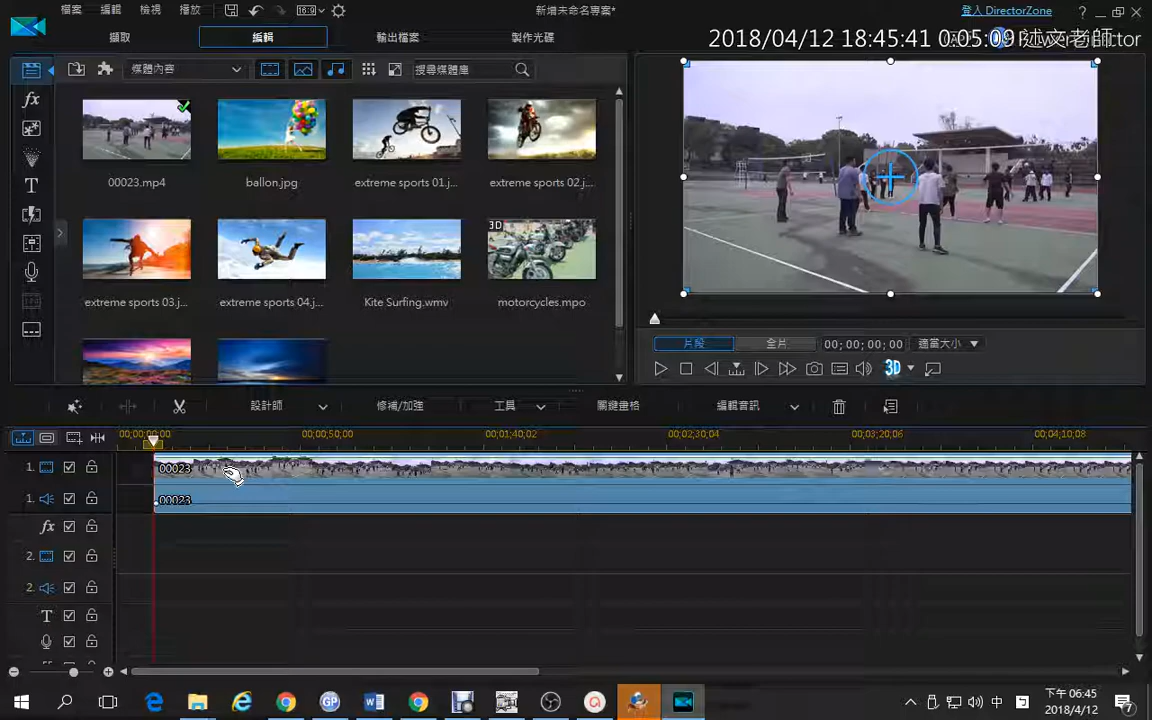 檔案 編輯 檢視 播放 16:9 新增未命名專案* 登入 DirectorZone ?
擷取 編輯 輸出檔案 製作光碟
2018/04/12 18:45:41 0:05:09 述文老師
媒體內容 搜尋媒體庫
00023.mp4 ballon.jpg extreme sports 01.j... extreme sports 02.j...
3D
extreme sports 03.j... extreme sports 04.j... Kite Surfing.wmv motorcycles.mpo
片段 全片 00; 00; 00; 00 適當大小
3D
設計師 修補/加強 工具 關鍵畫格 編輯音訊
00;00;00;00 00;00;50;00 00;01;40;02 00;02;30;04 00;03;20;06 00;04;10;08
1. 00023
1. 00023
fx
2.
2.
T
下午 06:45
中 2018/4/12 7